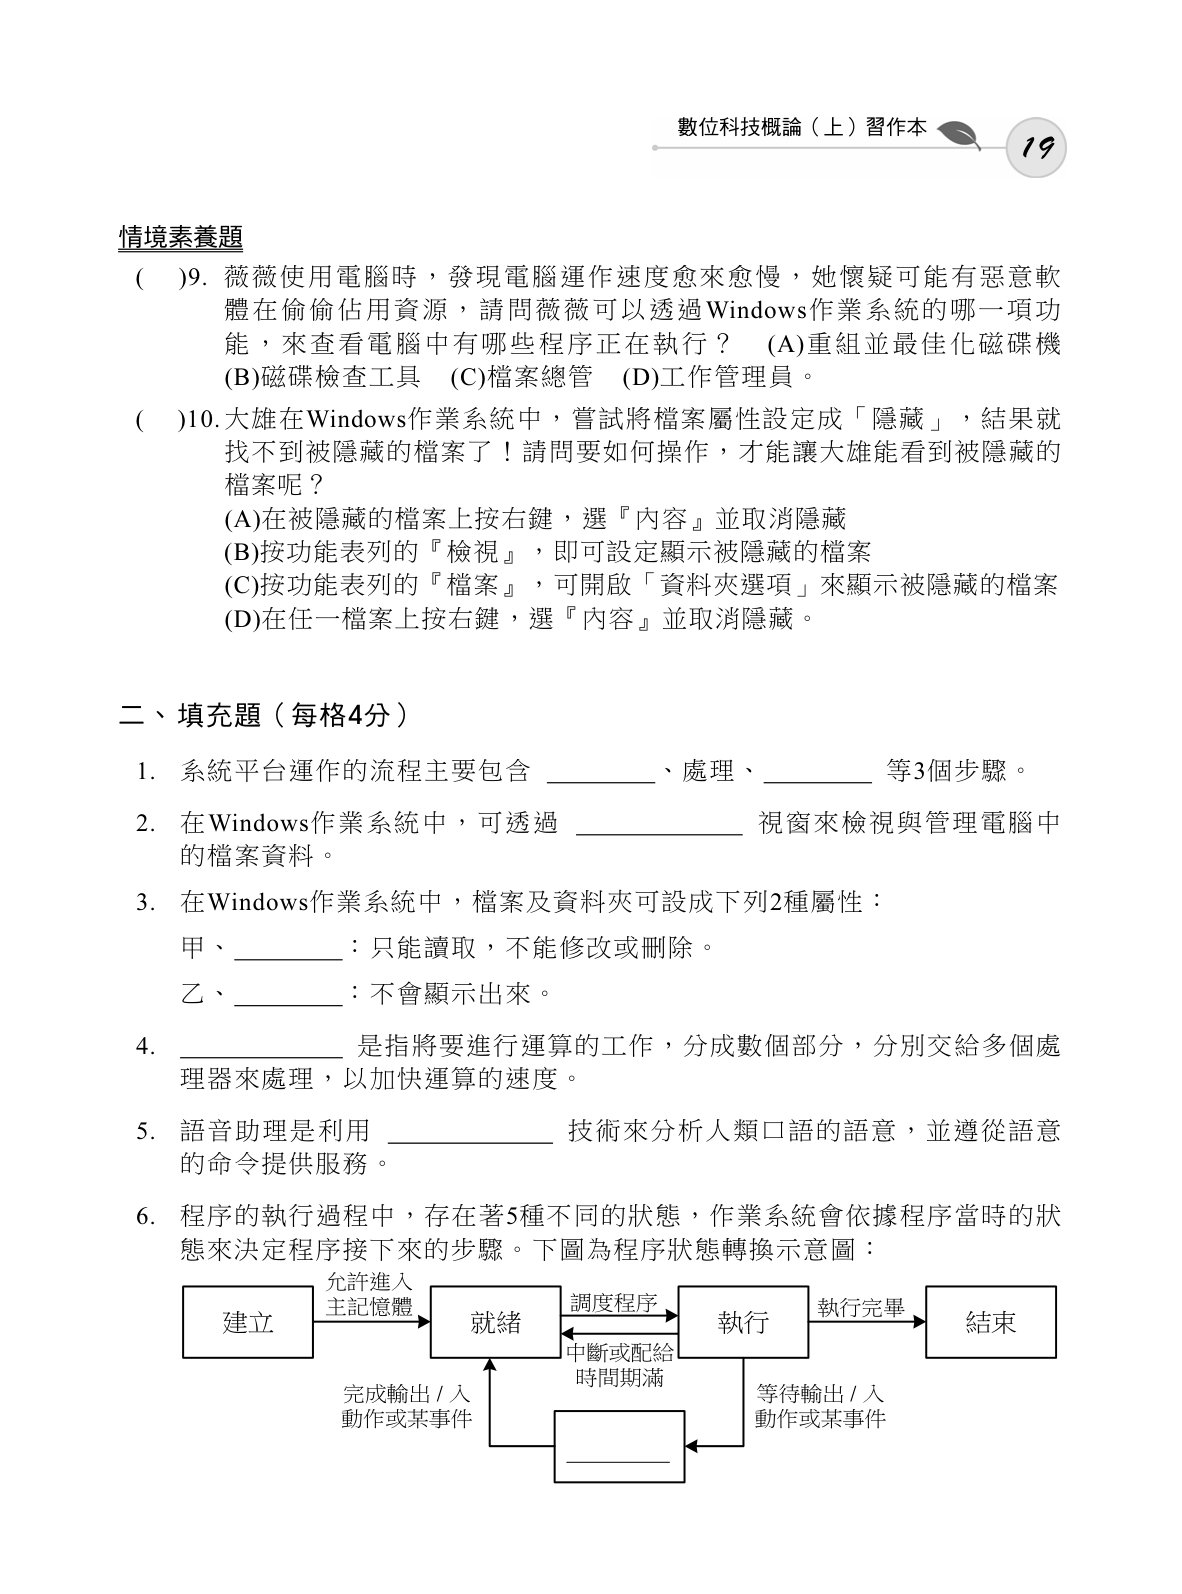 數位科技概論（上）習作本
19
情境素養題
(　)9. 薇薇使用電腦時，發現電腦運作速度愈來愈慢，她懷疑可能有惡意軟
體在偷偷佔用資源，請問薇薇可以透過Windows作業系統的哪一項功
能，來查看電腦中有哪些程序正在執行？　(A)重組並最佳化磁碟機
(B)磁碟檢查工具　(C)檔案總管　(D)工作管理員。
(　)10.大雄在Windows作業系統中，嘗試將檔案屬性設定成「隱藏」，結果就
找不到被隱藏的檔案了！請問要如何操作，才能讓大雄能看到被隱藏的
檔案呢？
(A)在被隱藏的檔案上按右鍵，選『內容』並取消隱藏
(B)按功能表列的『檢視』，即可設定顯示被隱藏的檔案
(C)按功能表列的『檔案』，可開啟「資料夾選項」來顯示被隱藏的檔案
(D)在任一檔案上按右鍵，選『內容』並取消隱藏。
二、填充題（每格4分）
1. 系統平台運作的流程主要包含 ________、處理、________ 等3個步驟。
2. 在Windows作業系統中，可透過 ____________ 視窗來檢視與管理電腦中
的檔案資料。
3. 在Windows作業系統中，檔案及資料夾可設成下列2種屬性：
甲、________：只能讀取，不能修改或刪除。
乙、________：不會顯示出來。
4. ____________ 是指將要進行運算的工作，分成數個部分，分別交給多個處
理器來處理，以加快運算的速度。
5. 語音助理是利用 ____________ 技術來分析人類口語的語意，並遵從語意
的命令提供服務。
6. 程序的執行過程中，存在著5種不同的狀態，作業系統會依據程序當時的狀
態來決定程序接下來的步驟。下圖為程序狀態轉換示意圖：
建立
允許進入
主記憶體
就緒
調度程序
中斷或配給
時間期滿
執行
執行完畢
結束
完成輸出 / 入
動作或某事件
等待輸出 / 入
動作或某事件
________